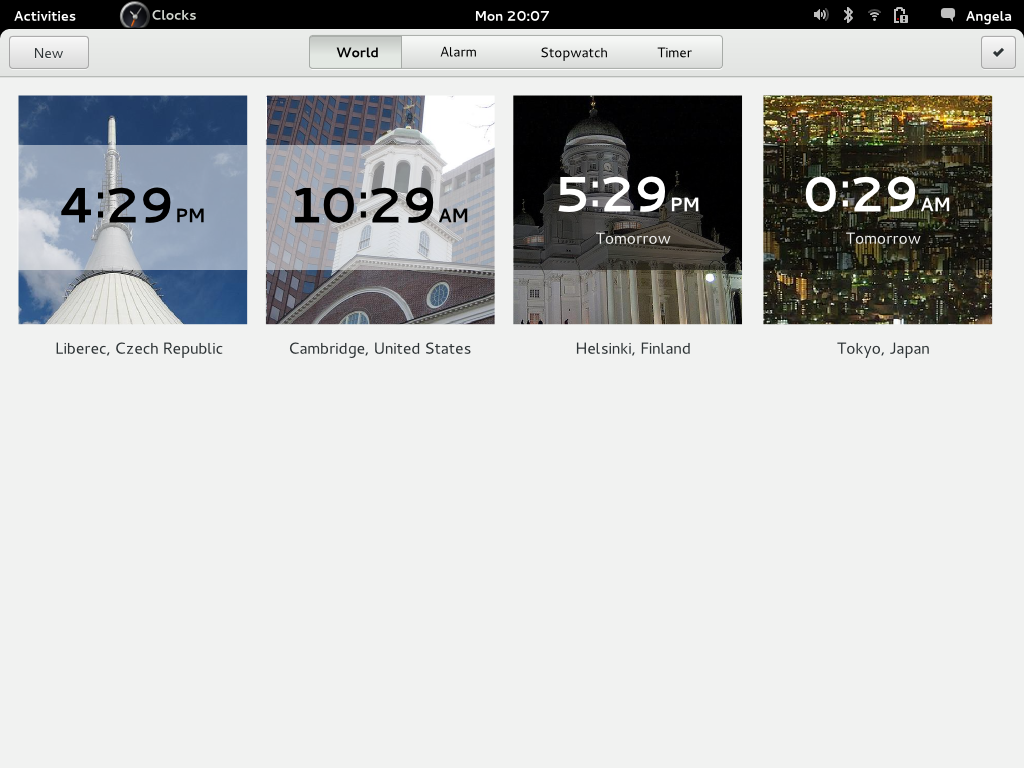 Activities Clocks Mon 20:07 Angela
New World Alarm Stopwatch Timer
4:29 PM 10:29 AM 5:29 PM 0:29 AM
Tomorrow Tomorrow
Liberec, Czech Republic Cambridge, United States Helsinki, Finland Tokyo, Japan